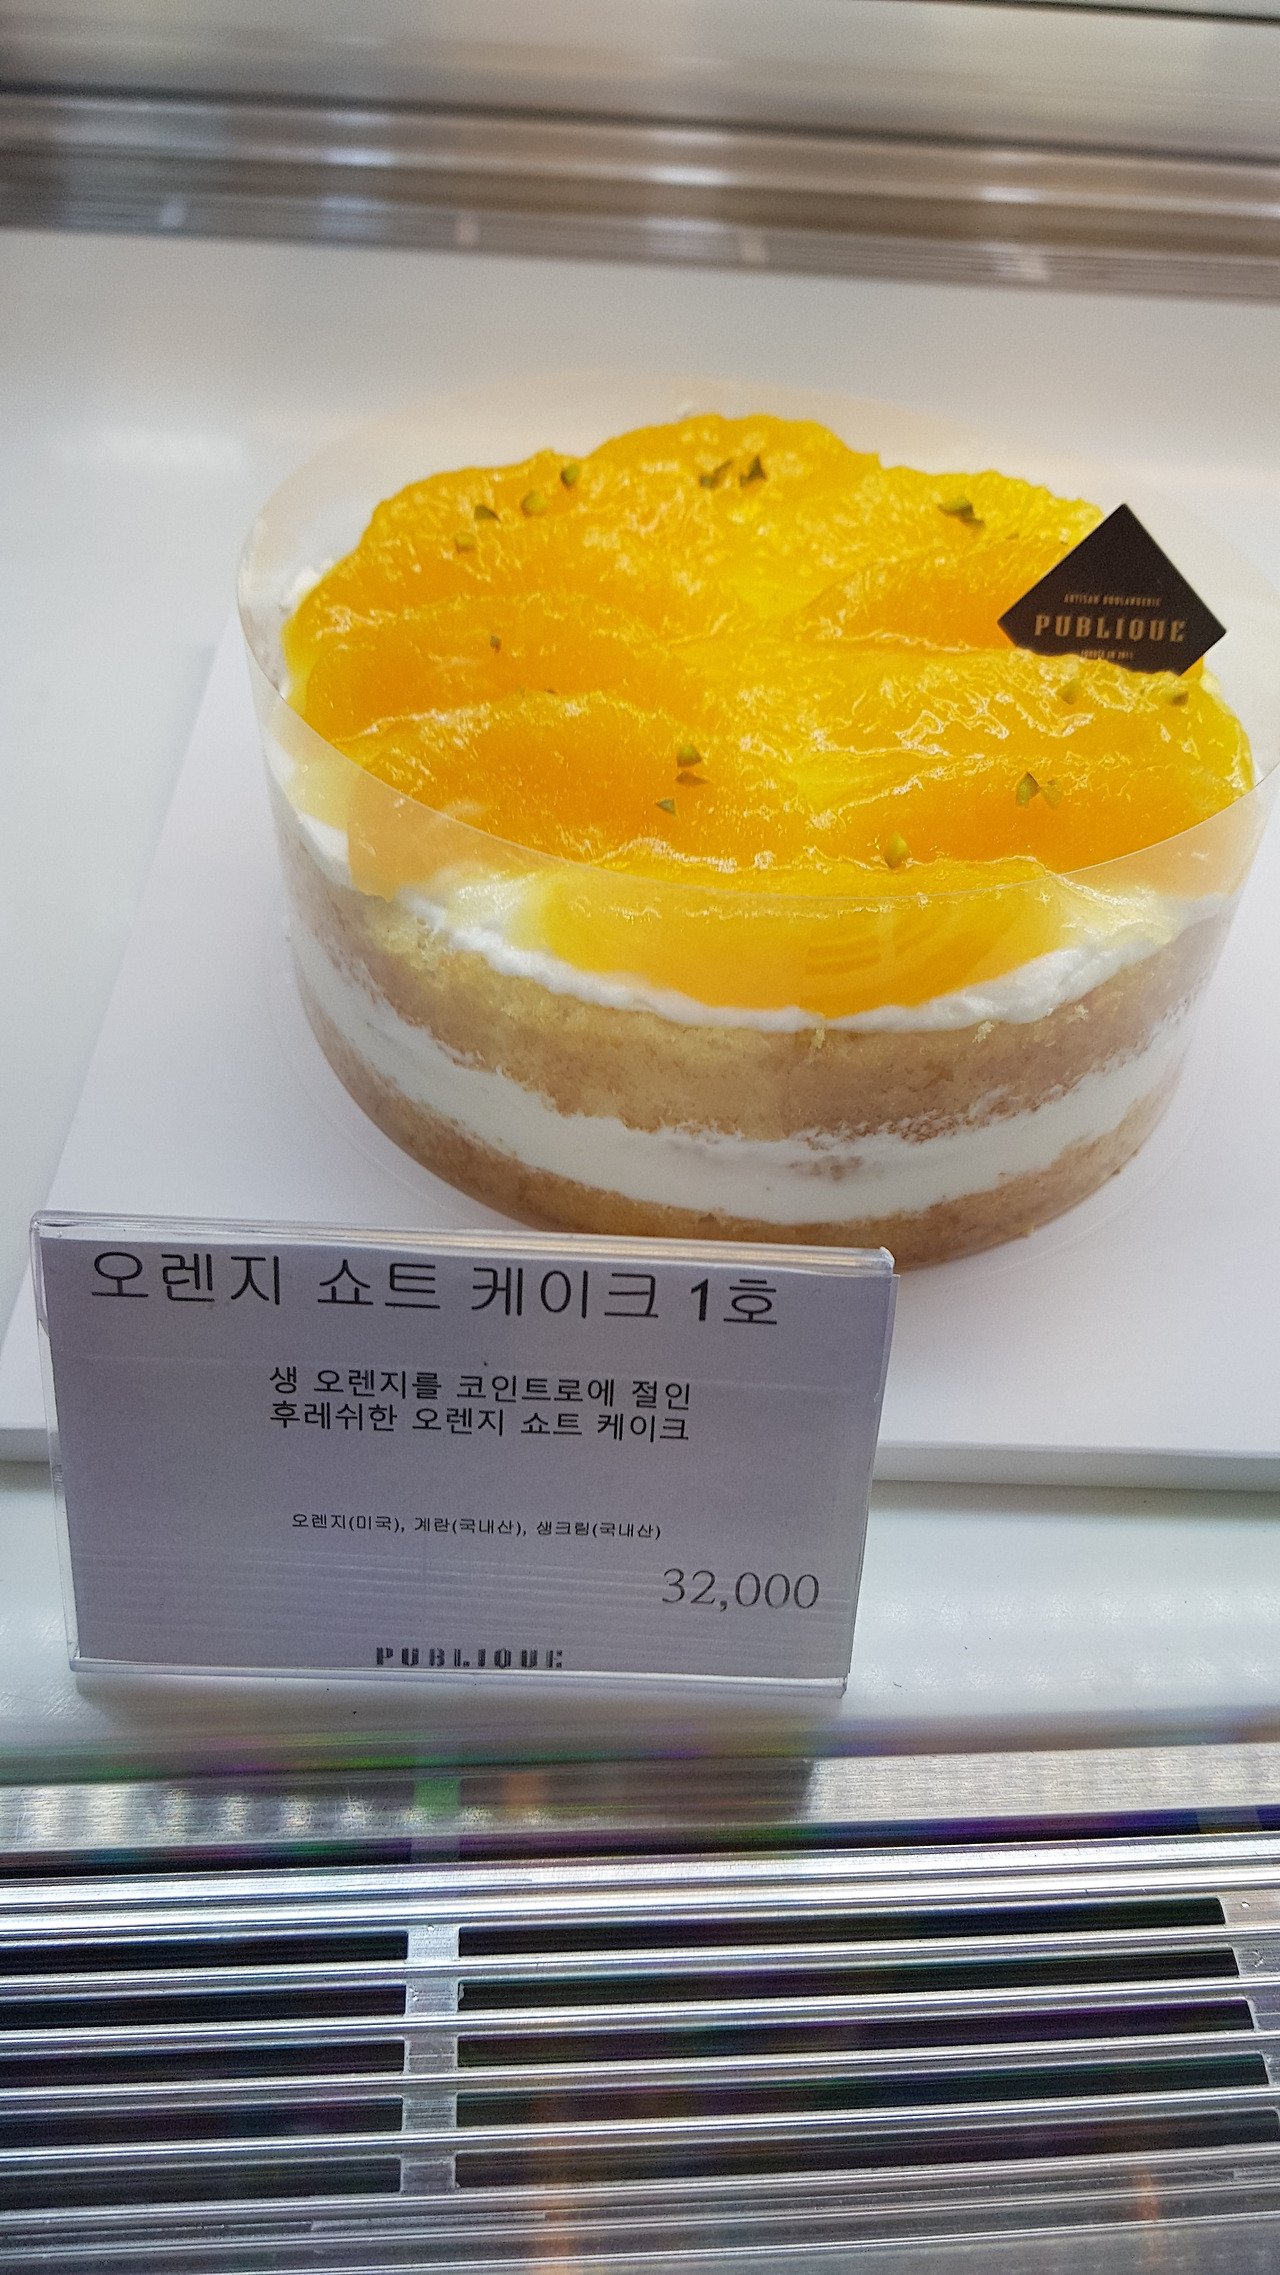 ARTISAN BOULANGERIE
PUBLIQUE
오렌지 쇼트 케이크 1호
생 오렌지를 코인트로에 절인
후레쉬한 오렌지 쇼트 케이크
오렌지(미국), 계란(국내산), 생크림(국내산)
32,000
PUBLIQUE